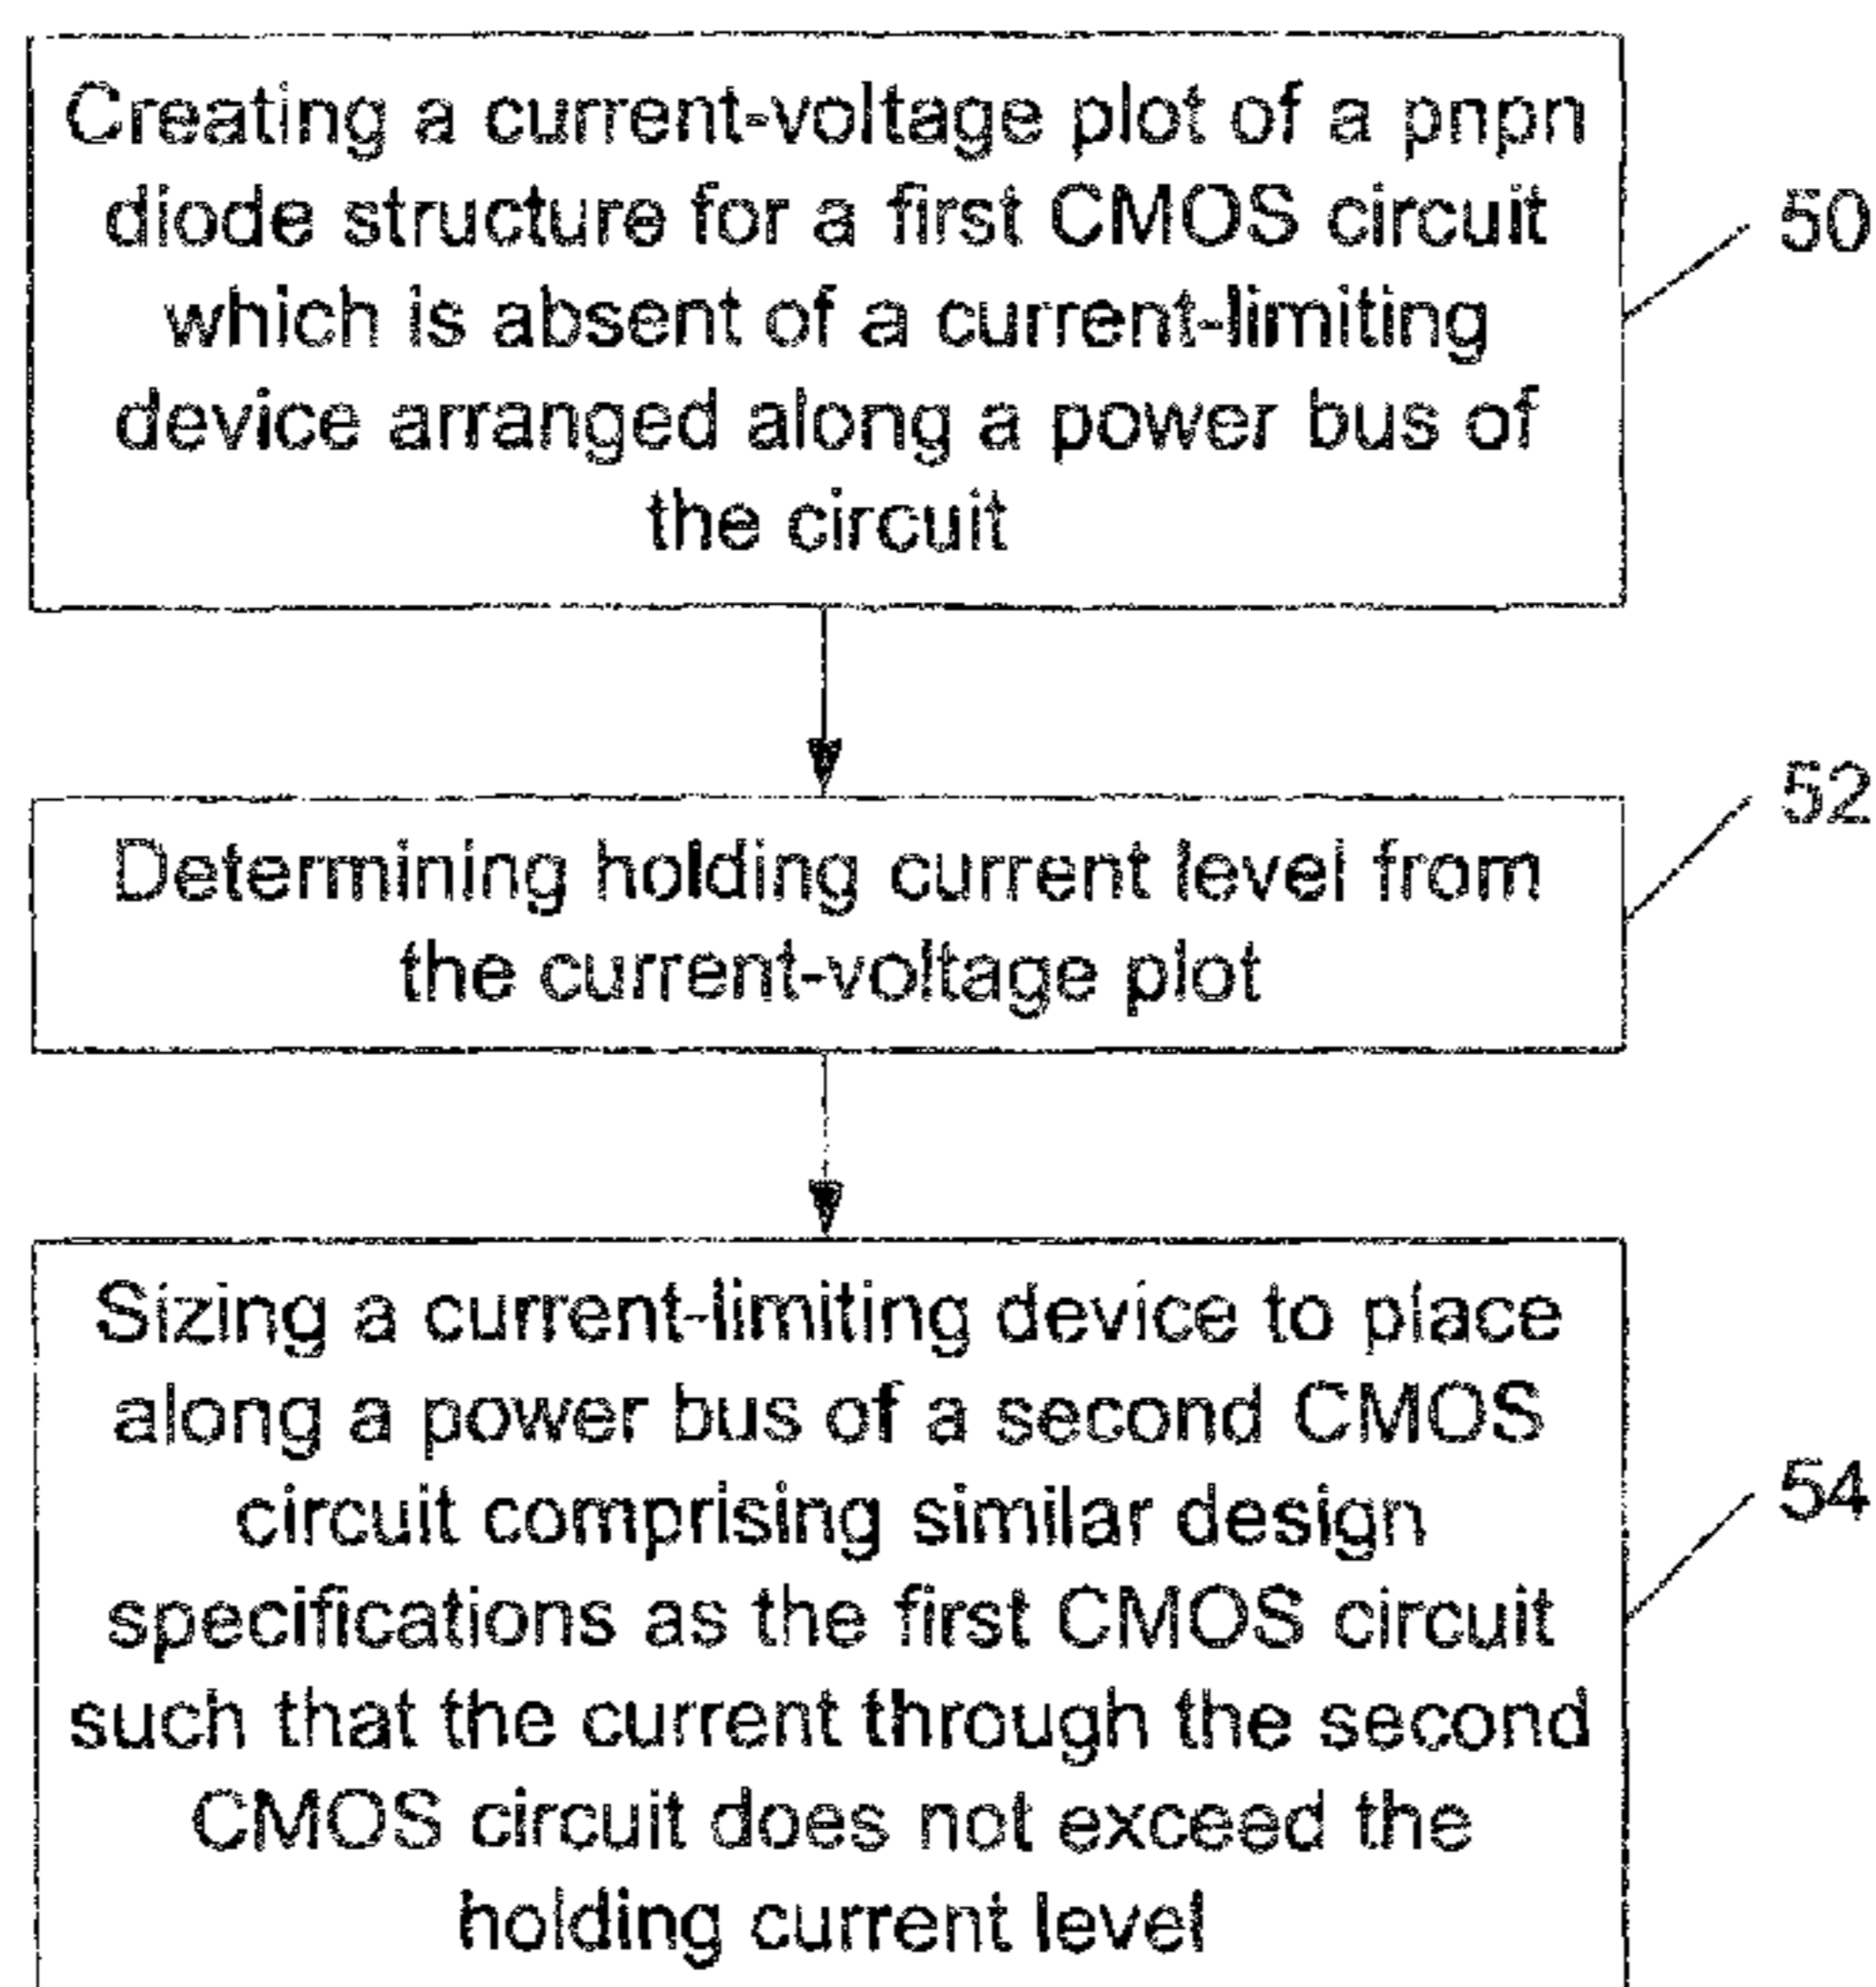 Creating a current-voltage plot of a pnpn
diode structure for a first CMOS circuit
which is absent of a current-limiting
device arranged along a power bus of
the circuit
50
Determining holding current level from
the current-voltage plot
52
Sizing a current-limiting device to place
along a power bus of a second CMOS
circuit comprising similar design
specifications as the first CMOS circuit
such that the current through the second
CMOS circuit does not exceed the
holding current level
54